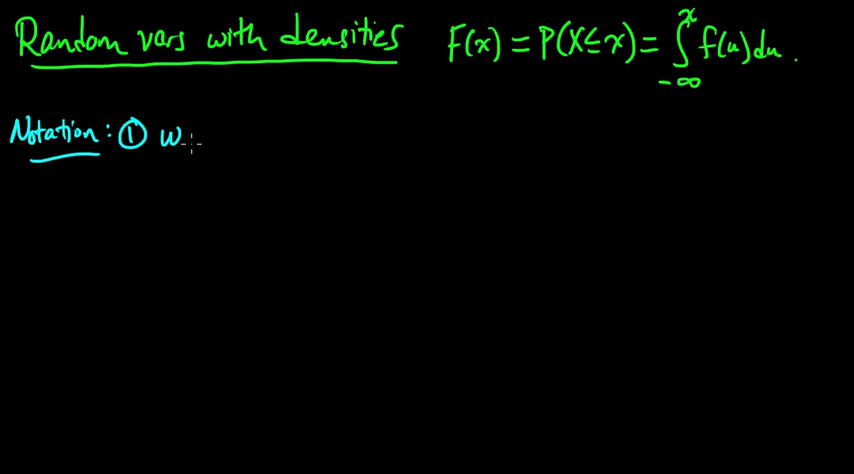 Random vars with densities F(x) = P(X ≤ x) = ∫_{-∞}^{x} f(u) du .
Notation : ① w